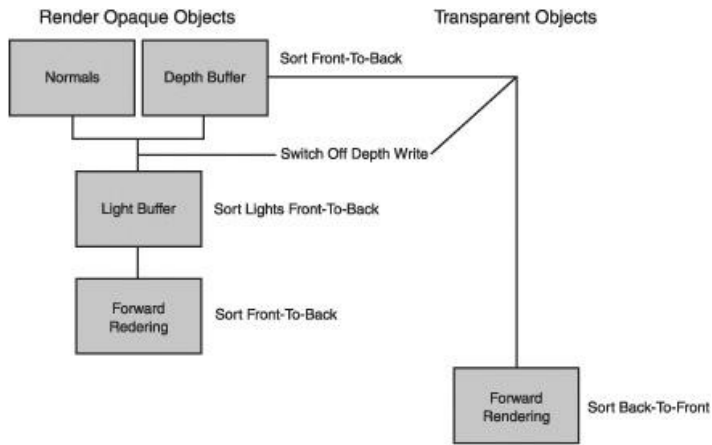 Render Opaque Objects
Transparent Objects
Normals
Depth Buffer
Sort Front-To-Back
Switch Off Depth Write
Light Buffer
Sort Lights Front-To-Back
Forward
Redering
Sort Front-To-Back
Forward
Rendering
Sort Back-To-Front